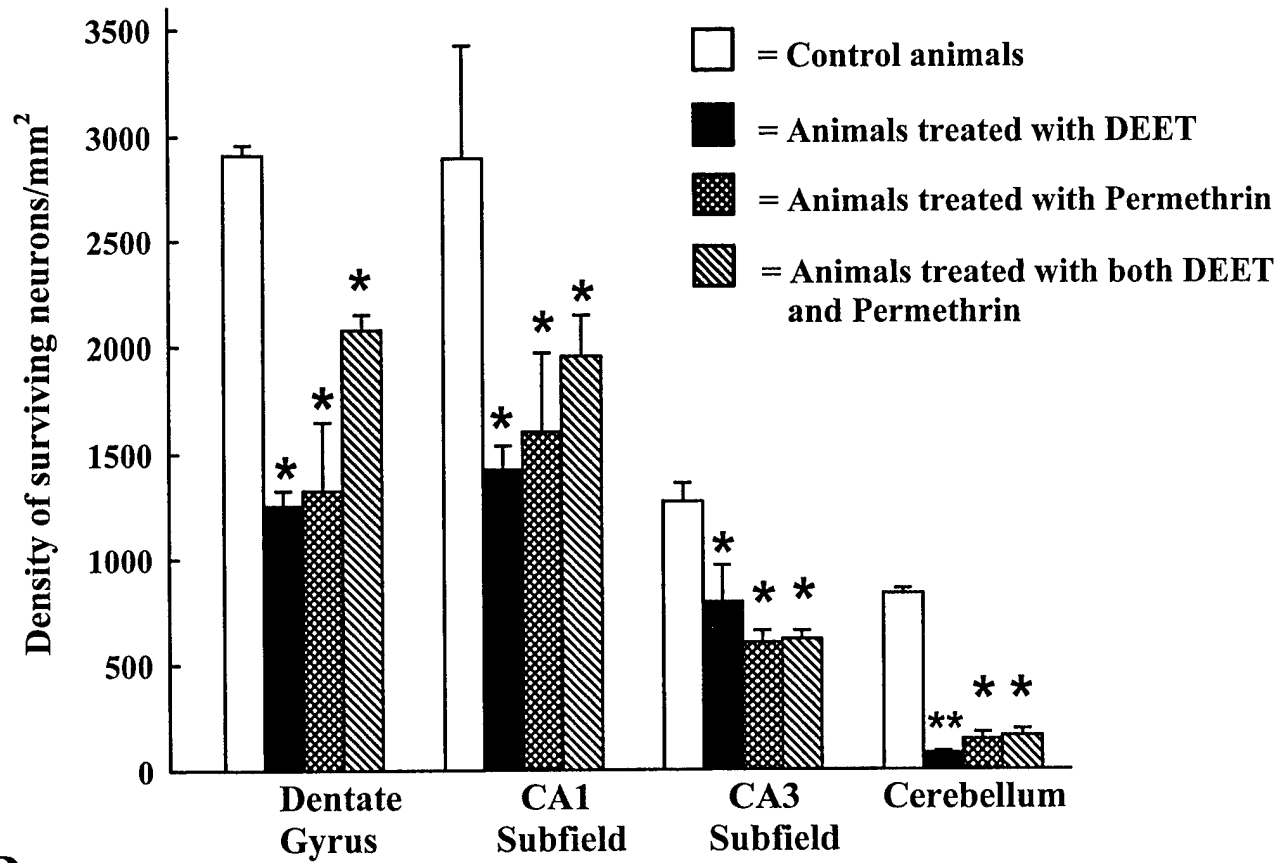 Density of surviving neurons/mm²
3500
3000
2500
2000
1500
1000
500
0
= Control animals
= Animals treated with DEET
= Animals treated with Permethrin
= Animals treated with both DEET
and Permethrin
*
*
*
*
*
*
*
*
*
**
*
*
Dentate
Gyrus
CA1
Subfield
CA3
Subfield
Cerebellum